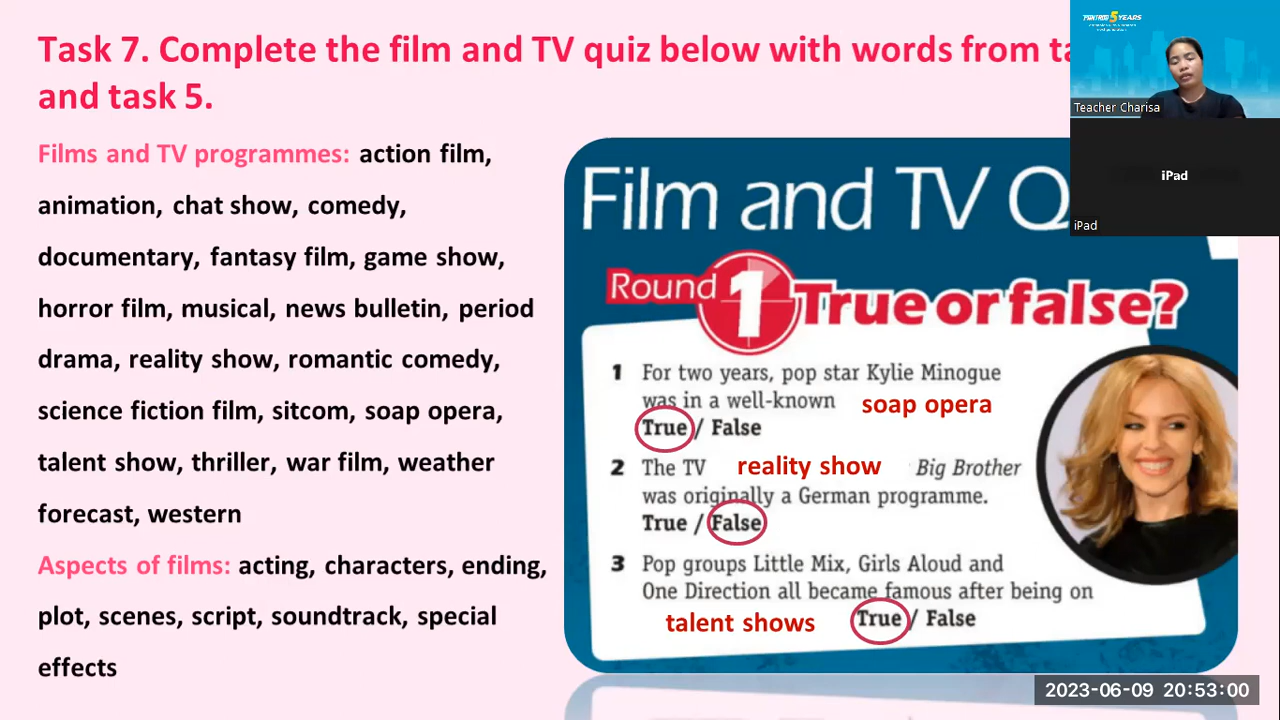 Task 7. Complete the film and TV quiz below with words from
and task 5.
Films and TV programmes: action film,
animation, chat show, comedy,
documentary, fantasy film, game show,
horror film, musical, news bulletin, period
drama, reality show, romantic comedy,
science fiction film, sitcom, soap opera,
talent show, thriller, war film, weather
forecast, western
Aspects of films: acting, characters, ending,
plot, scenes, script, soundtrack, special
effects
Film and TV Q
Round 1 True or false?
1 For two years, pop star Kylie Minogue
was in a well-known soap opera
True / False
2 The TV reality show Big Brother
was originally a German programme.
True / False
3 Pop groups Little Mix, Girls Aloud and
One Direction all became famous after being on
talent shows True / False
5 YEARS
Teacher Charisa
iPad
iPad
2023-06-09 20:53:00